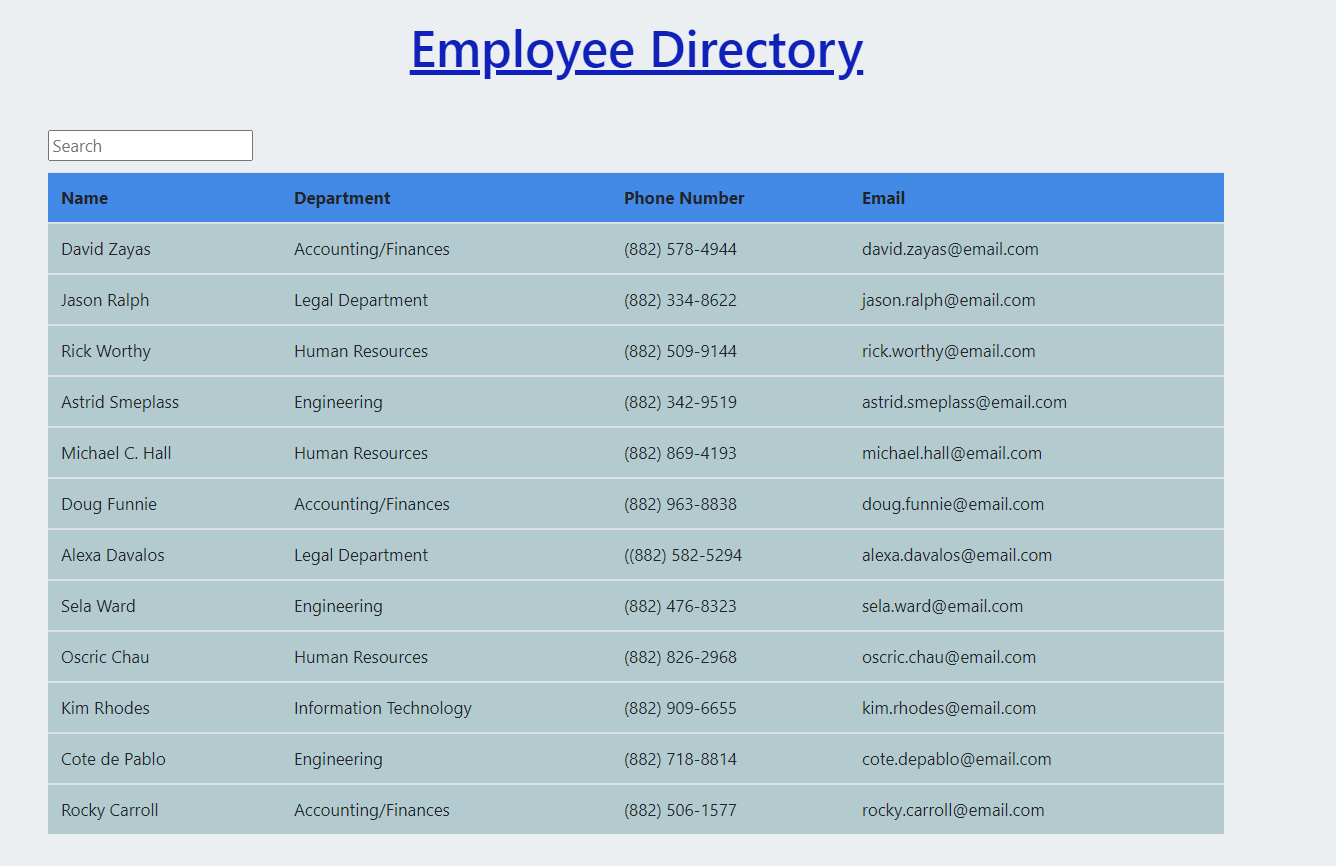 Employee Directory
Search
Name Department Phone Number Email
David Zayas Accounting/Finances (882) 578-4944 david.zayas@email.com
Jason Ralph Legal Department (882) 334-8622 jason.ralph@email.com
Rick Worthy Human Resources (882) 509-9144 rick.worthy@email.com
Astrid Smeplass Engineering (882) 342-9519 astrid.smeplass@email.com
Michael C. Hall Human Resources (882) 869-4193 michael.hall@email.com
Doug Funnie Accounting/Finances (882) 963-8838 doug.funnie@email.com
Alexa Davalos Legal Department ((882) 582-5294 alexa.davalos@email.com
Sela Ward Engineering (882) 476-8323 sela.ward@email.com
Oscric Chau Human Resources (882) 826-2968 oscric.chau@email.com
Kim Rhodes Information Technology (882) 909-6655 kim.rhodes@email.com
Cote de Pablo Engineering (882) 718-8814 cote.depablo@email.com
Rocky Carroll Accounting/Finances (882) 506-1577 rocky.carroll@email.com